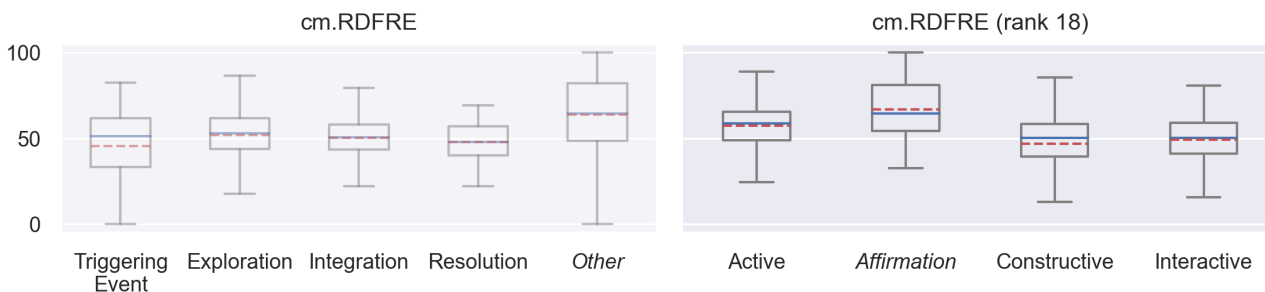 cm.RDFRE
cm.RDFRE (rank 18)
100
50
0
Triggering
Event
Exploration
Integration
Resolution
Other
Active
Affirmation
Constructive
Interactive